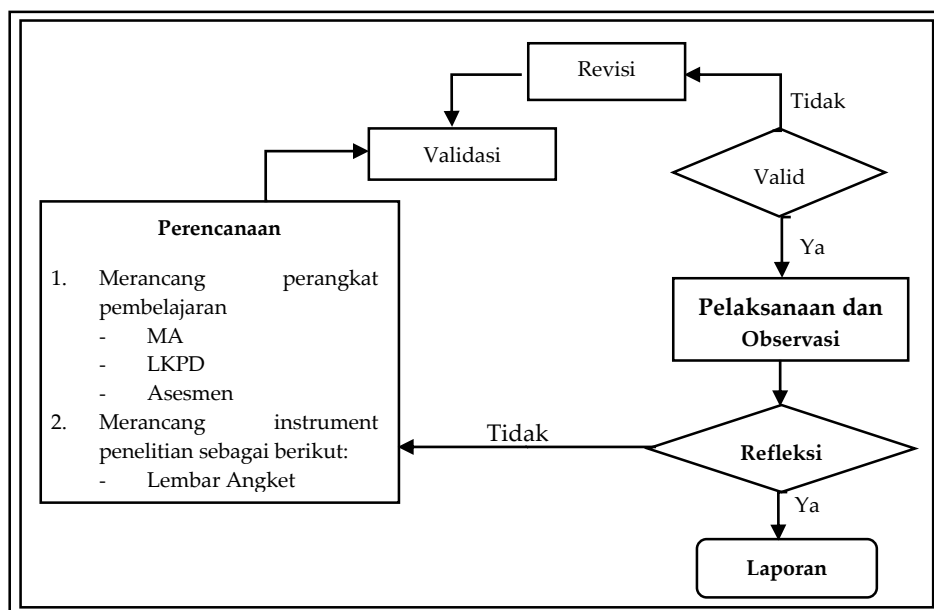 Revisi
Tidak
Validasi
Valid
Perencanaan
1. Merancang perangkat
pembelajaran
- MA
- LKPD
- Asesmen
2. Merancang instrument
penelitian sebagai berikut:
- Lembar Angket
Ya
Pelaksanaan dan
Observasi
Tidak
Refleksi
Ya
Laporan